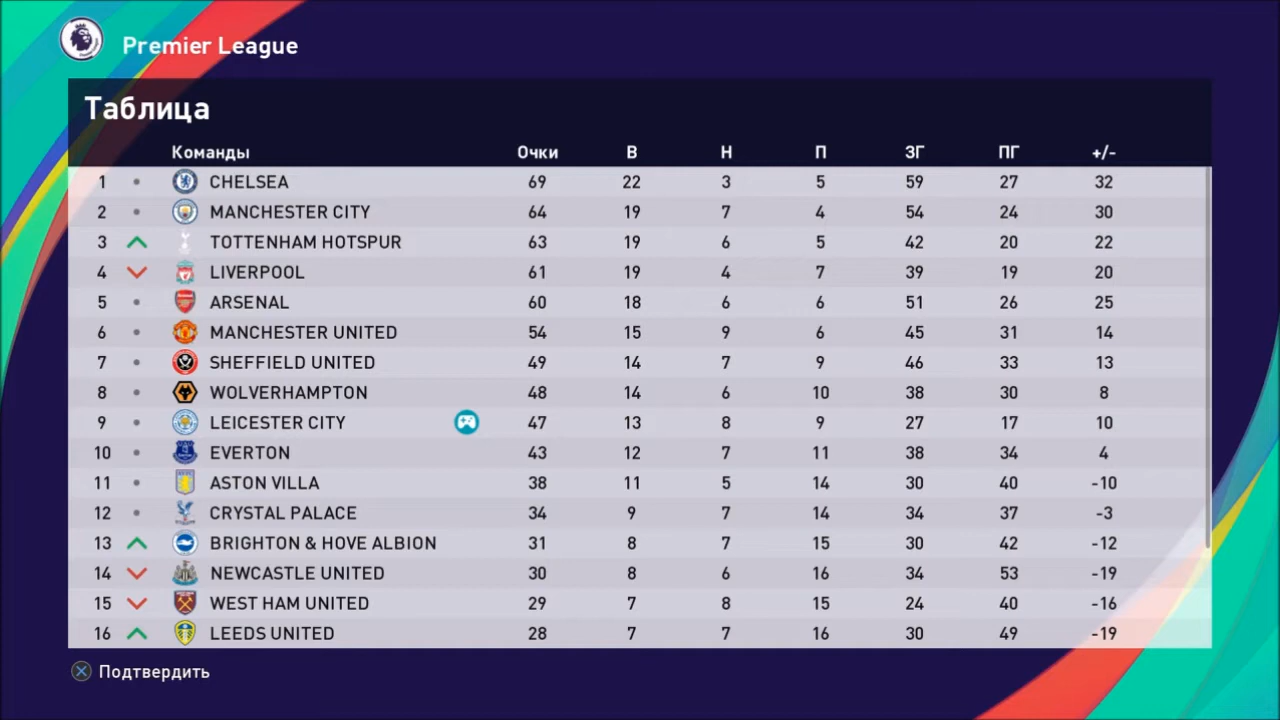 Premier League
Таблица
Команды Очки В Н П ЗГ ПГ +/-
1 CHELSEA 69 22 3 5 59 27 32
2 MANCHESTER CITY 64 19 7 4 54 24 30
3 TOTTENHAM HOTSPUR 63 19 6 5 42 20 22
4 LIVERPOOL 61 19 4 7 39 19 20
5 ARSENAL 60 18 6 6 51 26 25
6 MANCHESTER UNITED 54 15 9 6 45 31 14
7 SHEFFIELD UNITED 49 14 7 9 46 33 13
8 WOLVERHAMPTON 48 14 6 10 38 30 8
9 LEICESTER CITY 47 13 8 9 27 17 10
10 EVERTON 43 12 7 11 38 34 4
11 ASTON VILLA 38 11 5 14 30 40 -10
12 CRYSTAL PALACE 34 9 7 14 34 37 -3
13 BRIGHTON & HOVE ALBION 31 8 7 15 30 42 -12
14 NEWCASTLE UNITED 30 8 6 16 34 53 -19
15 WEST HAM UNITED 29 7 8 15 24 40 -16
16 LEEDS UNITED 28 7 7 16 30 49 -19
Подтвердить